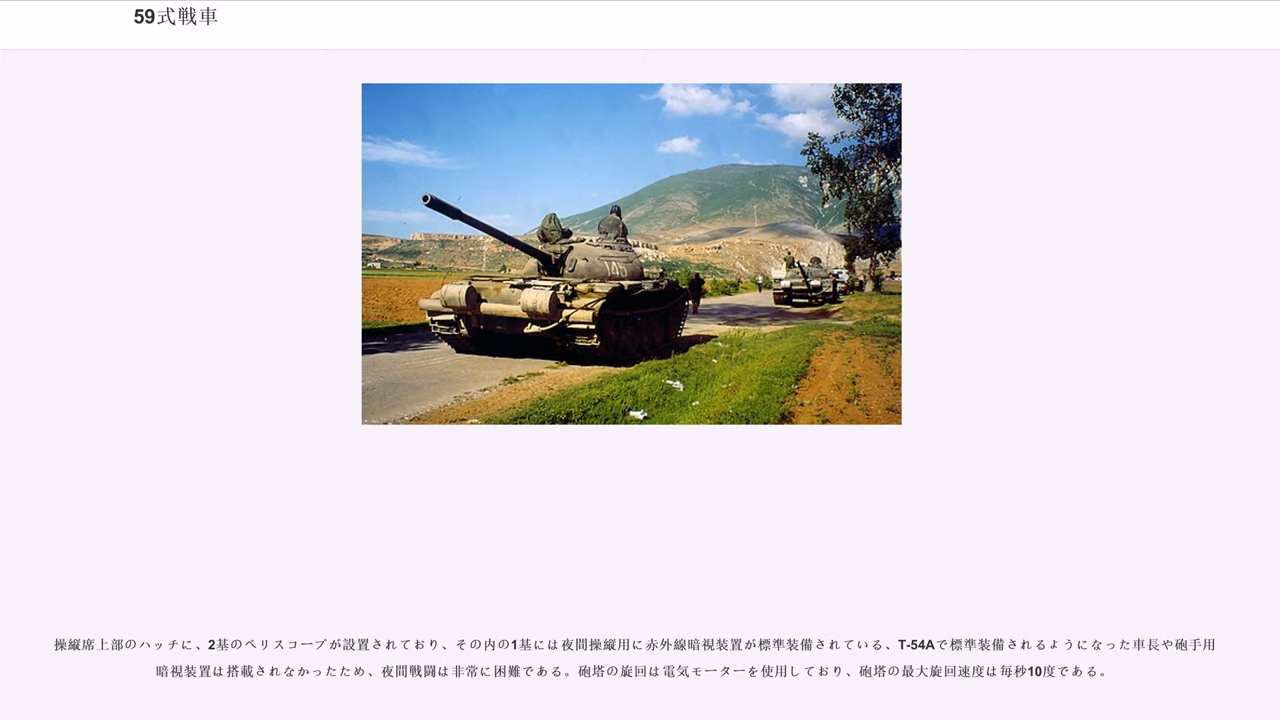 59式戦車
145
操縦席上部のハッチに、2基のペリスコープが設置されており、その内の1基には夜間操縦用に赤外線暗視装置が標準装備されている、T-54Aで標準装備されるようになった車長や砲手用
暗視装置は搭載されなかったため、夜間戦闘は非常に困難である。砲塔の旋回は電気モーターを使用しており、砲塔の最大旋回速度は毎秒10度である。